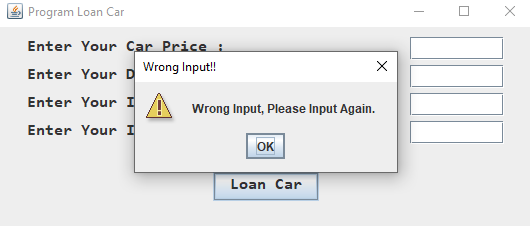 Program Loan Car
Enter Your Car Price :
Wrong Input!!
Enter Your D
Wrong Input, Please Input Again.
Enter Your I
Enter Your I
OK
Loan Car